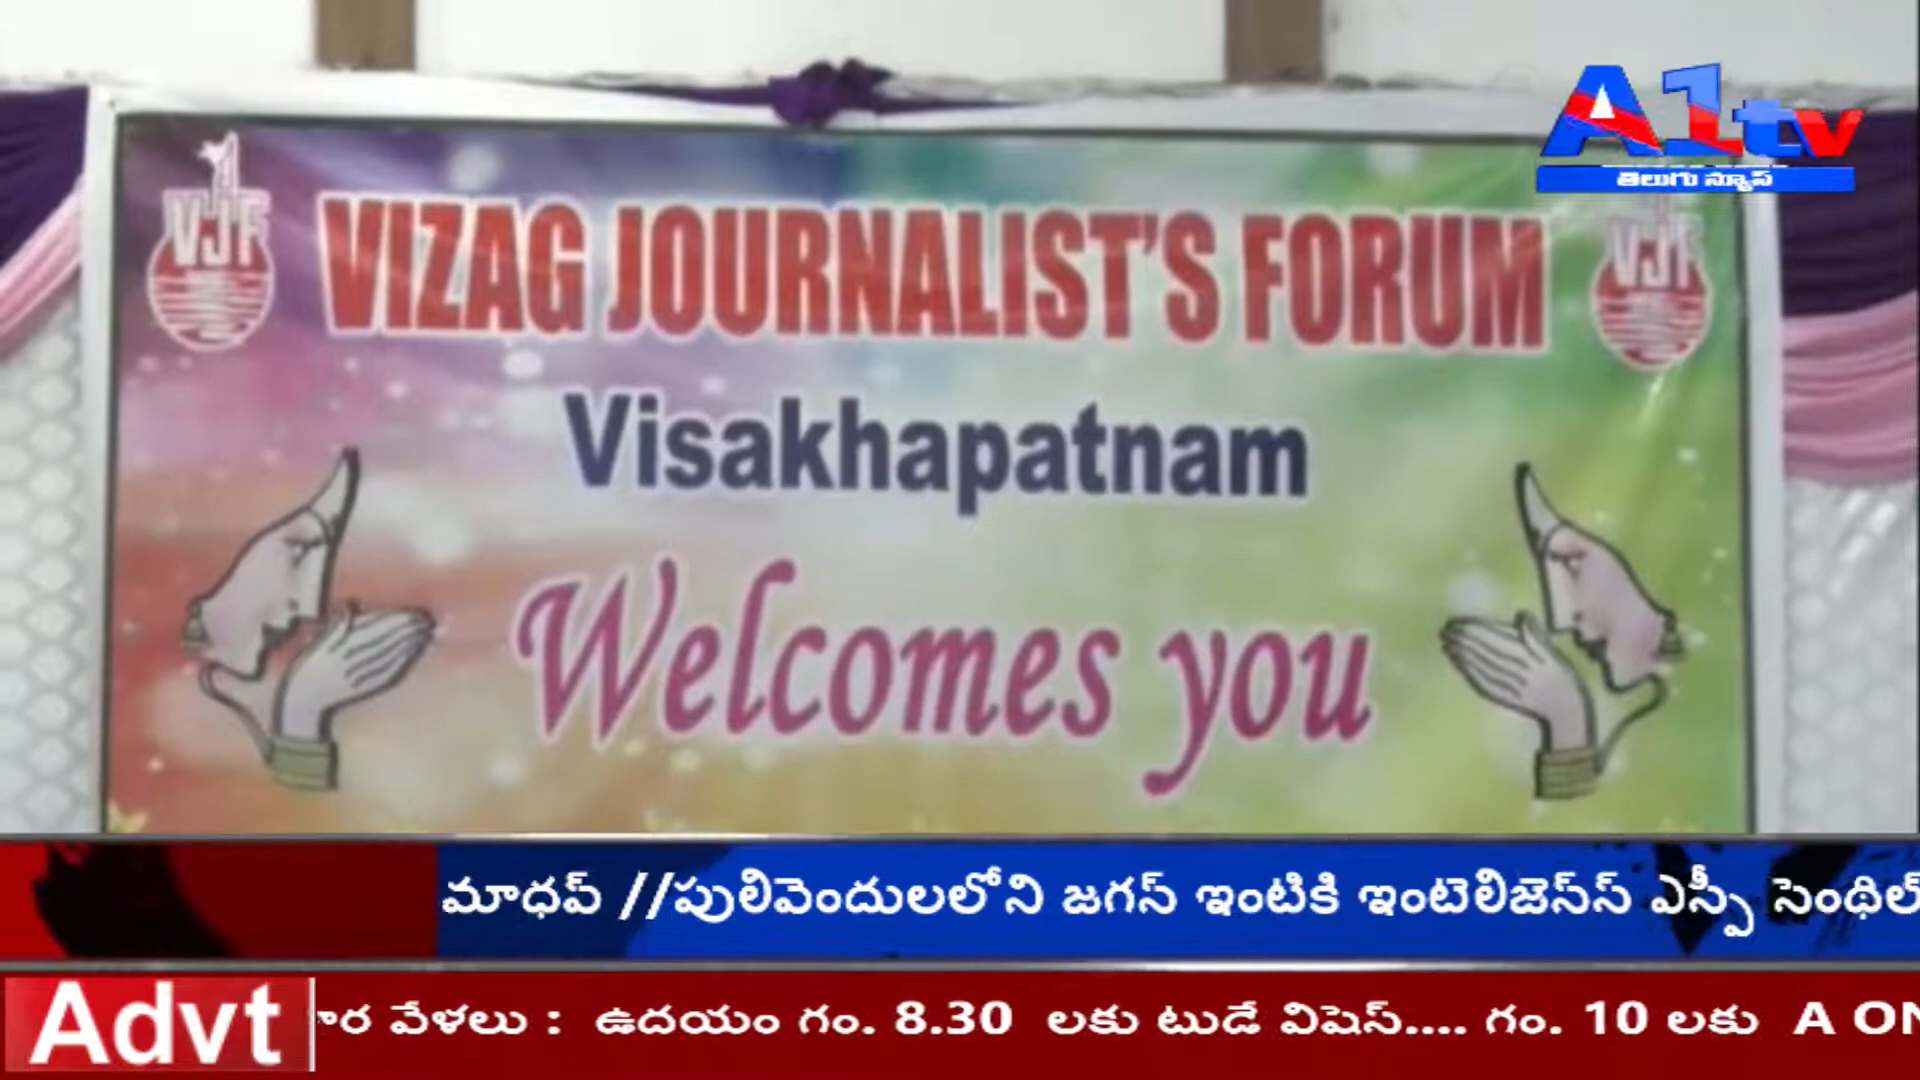 A1tv
తెలుగు న్యూస్
VJF
VIZAG JOURNALIST'S FORUM
VJF
Visakhapatnam
Welcomes you
మాధవ్ //పులివెందులలోని జగన్ ఇంటికి ఇంటెలిజెన్స్ ఎస్పీ సెంథిల్
Advt
వేళలు : ఉదయం గం. 8.30 లకు టుడే విషెస్.... గం. 10 లకు A ON